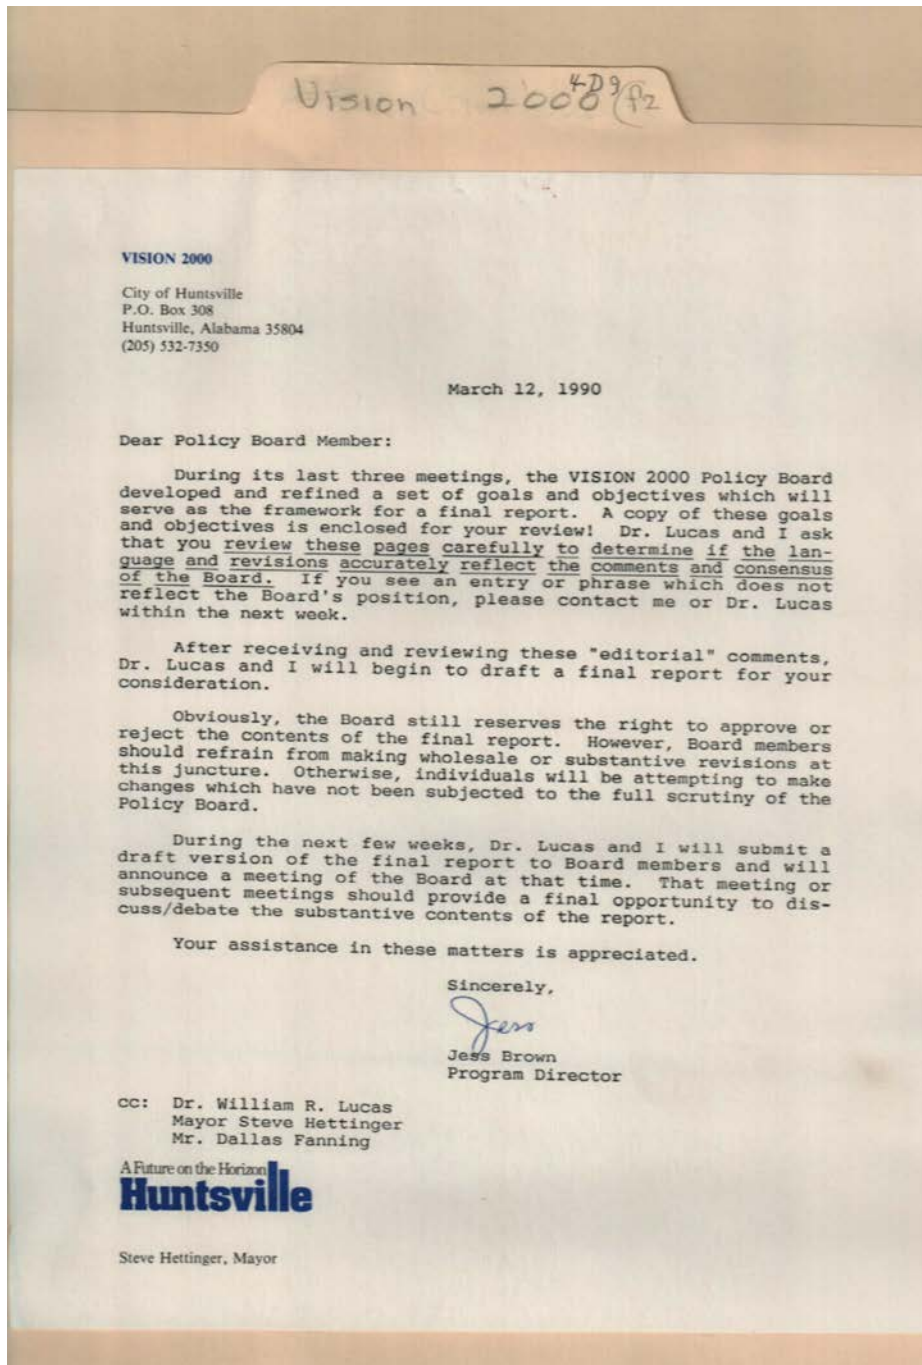 Vision 2000
4-D9
P2
VISION 2000
City of Huntsville
P.O. Box 308
Huntsville, Alabama 35804
(205) 532-7350
March 12, 1990
Dear Policy Board Member:
During its last three meetings, the VISION 2000 Policy Board
developed and refined a set of goals and objectives which will
serve as the framework for a final report. A copy of these goals
and objectives is enclosed for your review! Dr. Lucas and I ask
that you review these pages carefully to determine if the lan-
guage and revisions accurately reflect the comments and consensus
of the Board. If you see an entry or phrase which does not
reflect the Board's position, please contact me or Dr. Lucas
within the next week.
After receiving and reviewing these "editorial" comments,
Dr. Lucas and I will begin to draft a final report for your
consideration.
Obviously, the Board still reserves the right to approve or
reject the contents of the final report. However, Board members
should refrain from making wholesale or substantive revisions at
this juncture. Otherwise, individuals will be attempting to make
changes which have not been subjected to the full scrutiny of the
Policy Board.
During the next few weeks, Dr. Lucas and I will submit a
draft version of the final report to Board members and will
announce a meeting of the Board at that time. That meeting or
subsequent meetings should provide a final opportunity to dis-
cuss/debate the substantive contents of the report.
Your assistance in these matters is appreciated.
Sincerely,
Jess
Jess Brown
Program Director
cc: Dr. William R. Lucas
Mayor Steve Hettinger
Mr. Dallas Fanning
A Future on the Horizon
Huntsville
Steve Hettinger, Mayor